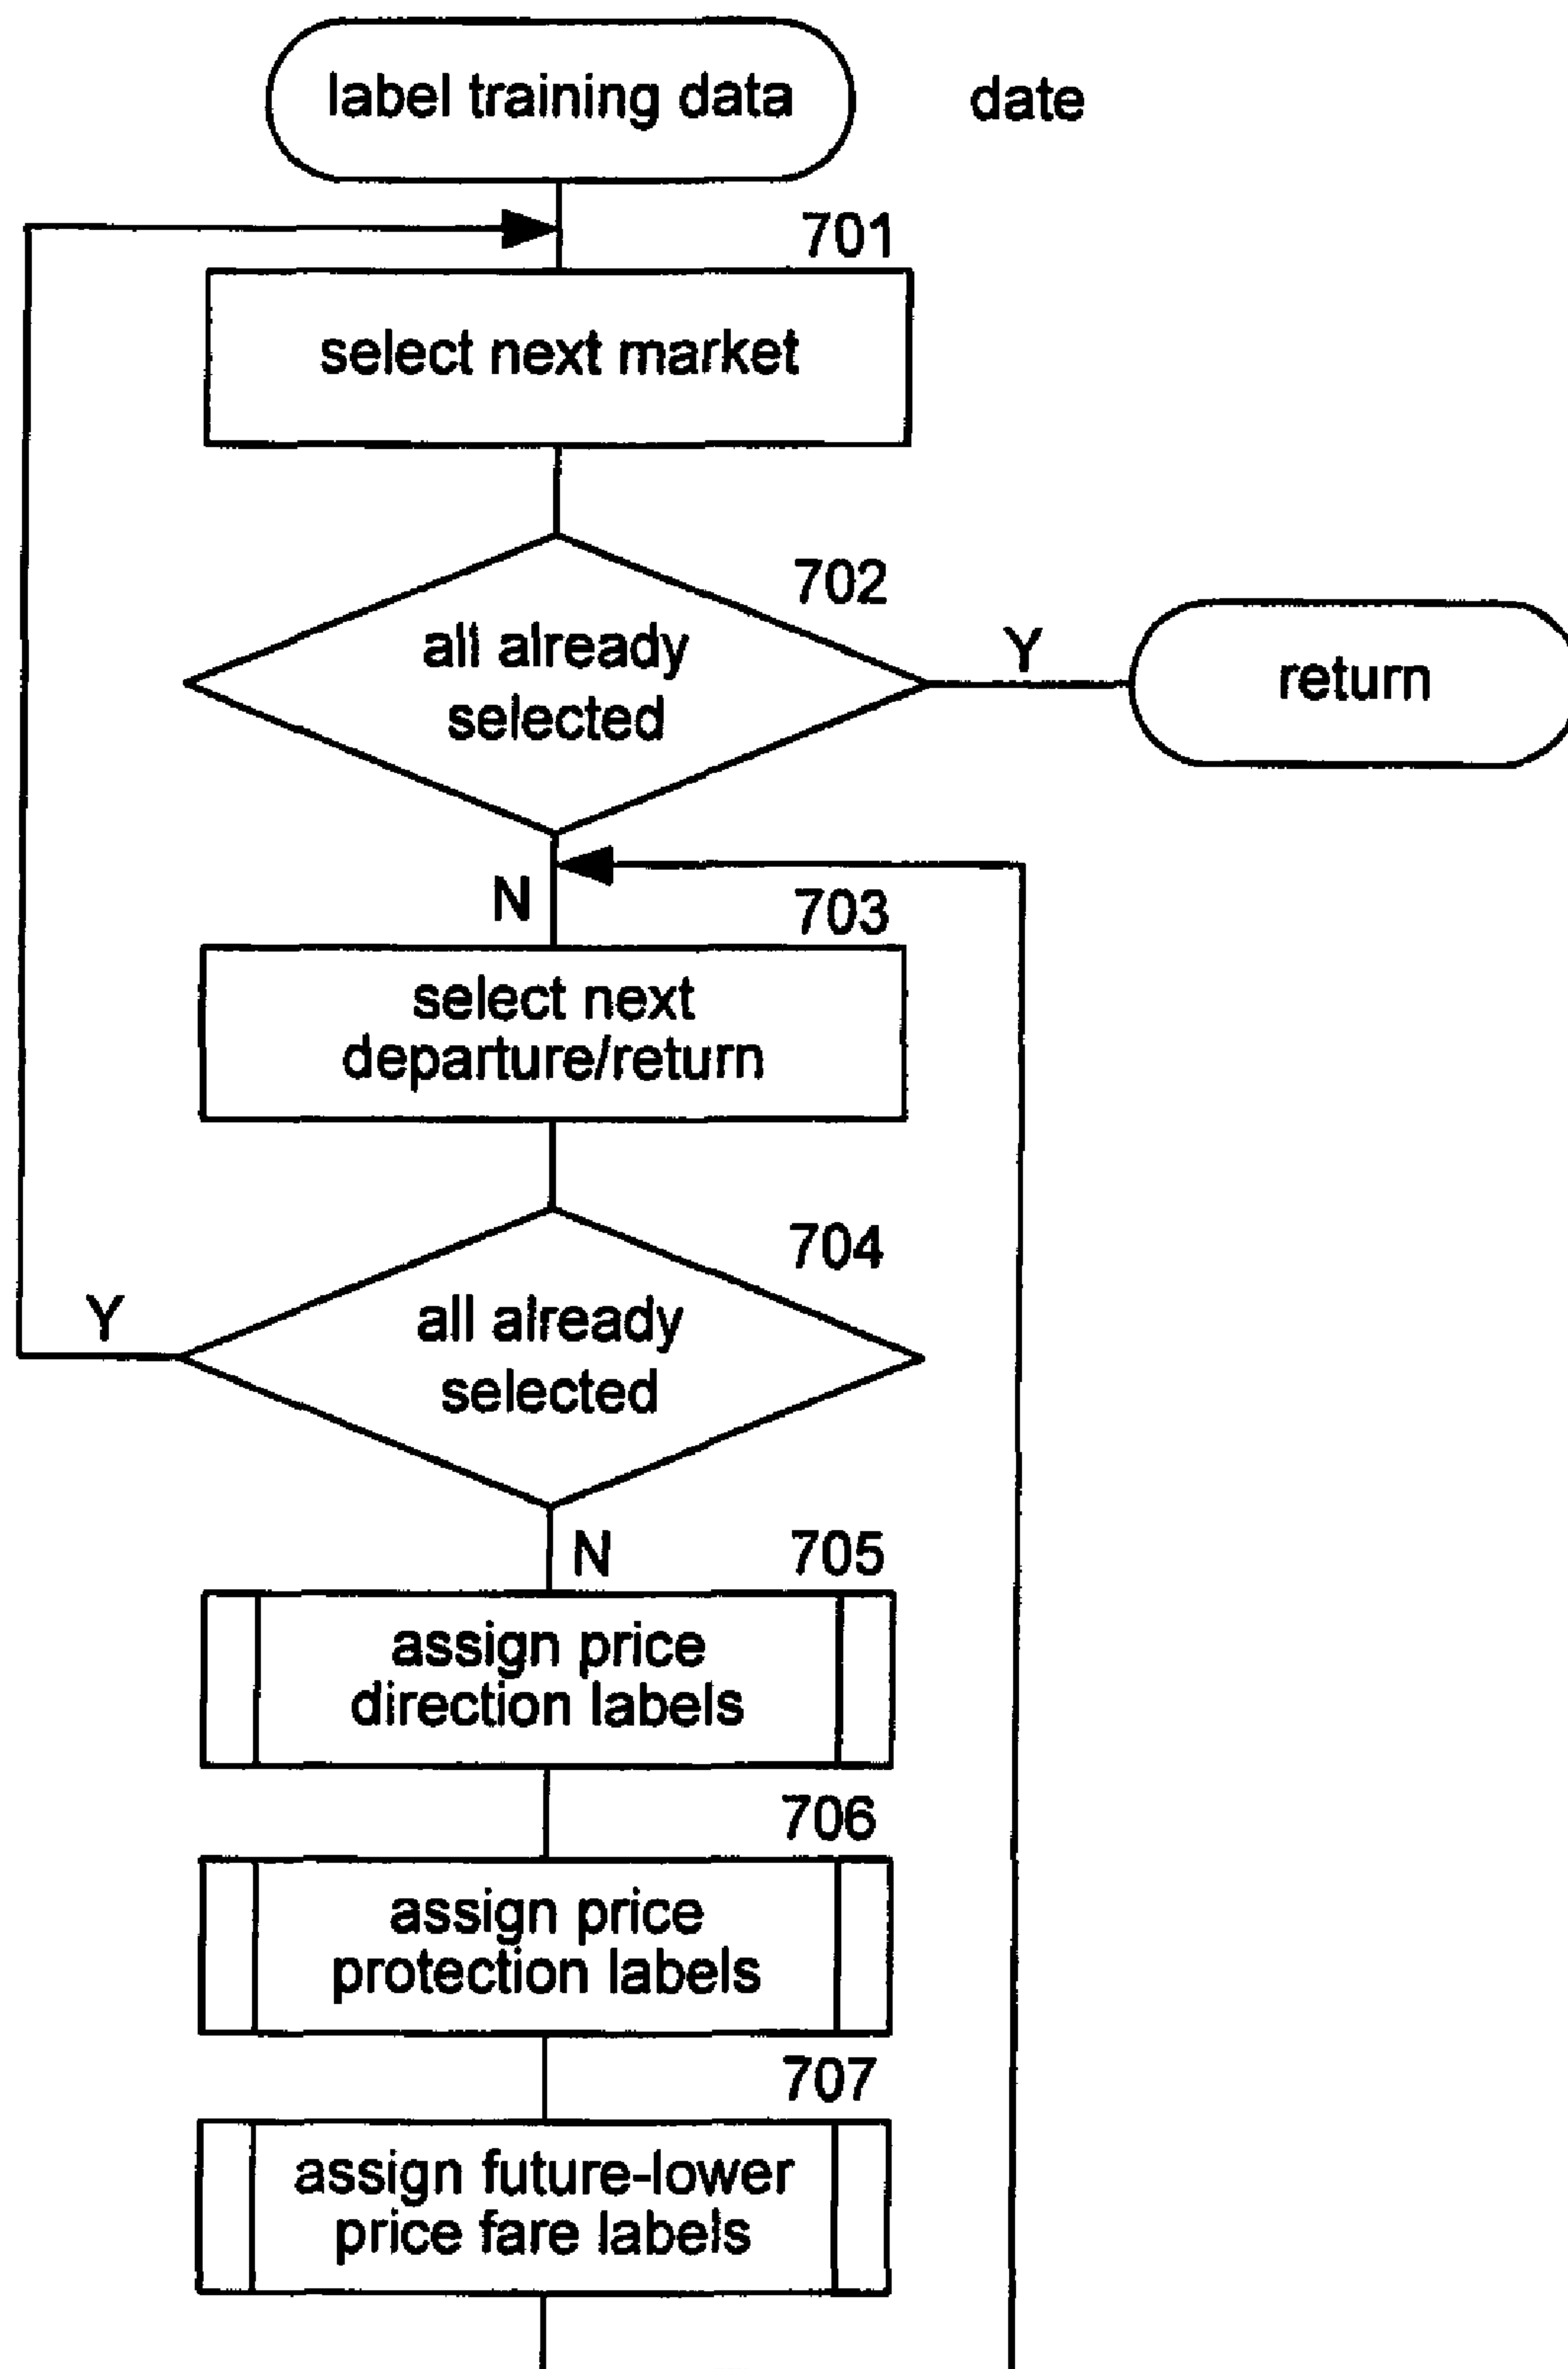 label training data
date
701
select next market
702
all already
selected
Y
return
N
703
select next
departure/return
704
Y
all already
selected
N
705
assign price
direction labels
706
assign price
protection labels
707
assign future-lower
price fare labels